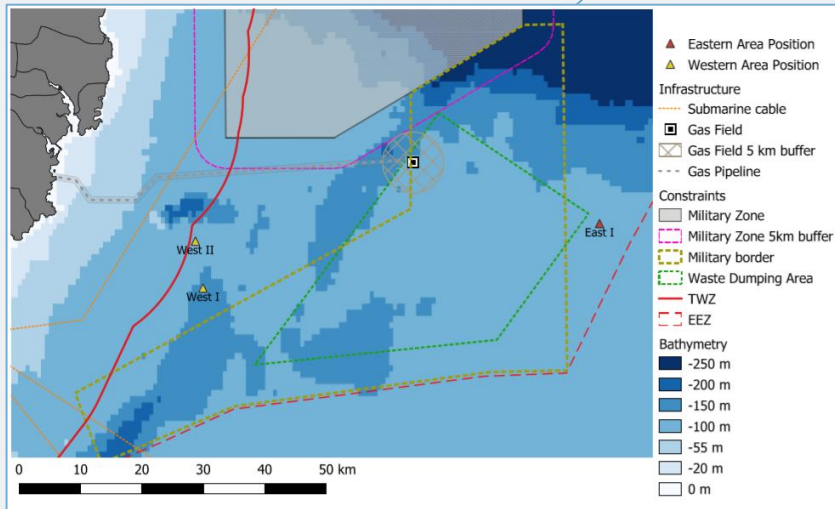 West II
West I
East I
0 10 20 30 40 50 km
Eastern Area Position
Western Area Position
Infrastructure
Submarine cable
Gas Field
Gas Field 5 km buffer
Gas Pipeline
Constraints
Military Zone
Military Zone 5km buffer
Military border
Waste Dumping Area
TWZ
EEZ
Bathymetry
-250 m
-200 m
-150 m
-100 m
-55 m
-20 m
0 m